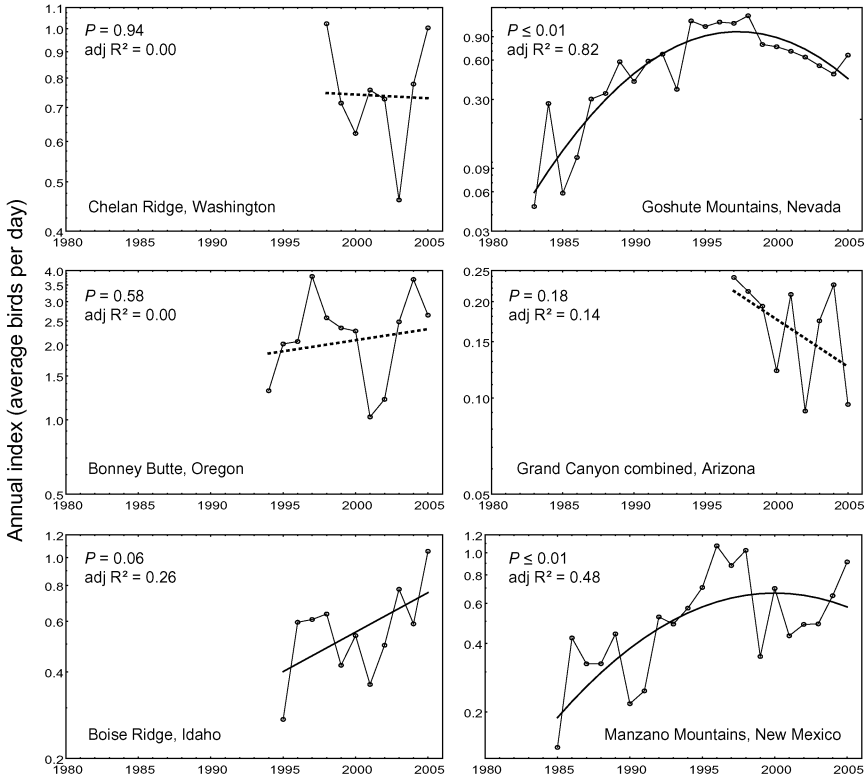 Annual index (average birds per day)
P = 0.94
adj R² = 0.00
1.1
1.0
0.9
0.8
0.7
0.6
0.5
0.4
Chelan Ridge, Washington
1980 1985 1990 1995 2000 2005
P ≤ 0.01
adj R² = 0.82
0.90
0.60
0.30
0.09
0.06
0.03
Goshute Mountains, Nevada
1980 1985 1990 1995 2000 2005
P = 0.58
adj R² = 0.00
4.0
3.5
3.0
2.5
2.0
1.5
1.0
0.5
Bonney Butte, Oregon
1980 1985 1990 1995 2000 2005
P = 0.18
adj R² = 0.14
0.25
0.20
0.15
0.10
0.05
Grand Canyon combined, Arizona
1980 1985 1990 1995 2000 2005
P = 0.06
adj R² = 0.26
1.2
1.0
0.8
0.6
0.4
0.2
Boise Ridge, Idaho
1980 1985 1990 1995 2000 2005
P ≤ 0.01
adj R² = 0.48
1.2
1.0
0.8
0.6
0.4
0.2
Manzano Mountains, New Mexico
1980 1985 1990 1995 2000 2005